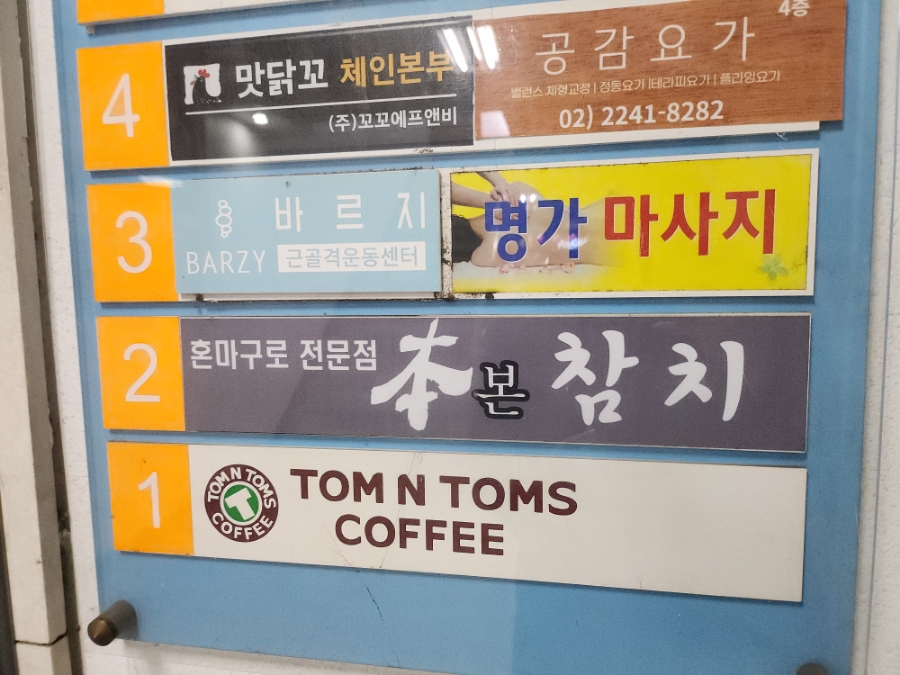 4
맛닭꼬 체인본부
(주)꼬꼬에프앤비
4층
공감요가
밸런스 체형교정 | 정통요가 | 테라피요가 | 플라잉요가
02) 2241-8282
3
바르지
BARZY 근골격운동센터
명가 마사지
2
혼마구로 전문점 本 본 참치
1
TOM N TOMS COFFEE
TOM N TOMS
COFFEE